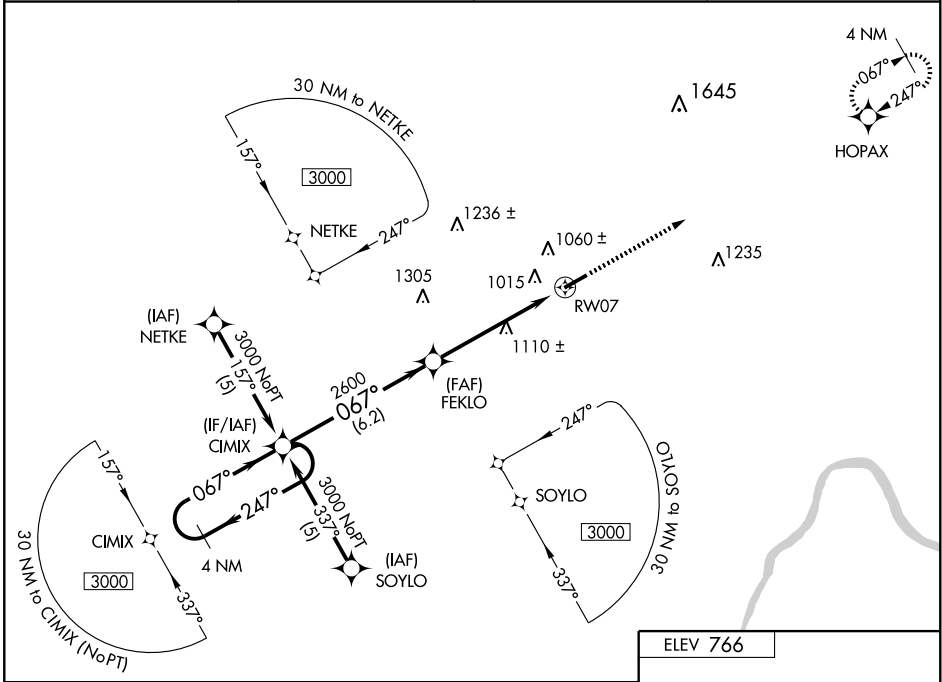 4 NM
067°
247°
HOPAX
1645
30 NM to NETKE
157°
3000
NETKE
247°
1236 ±
1060 ±
1235
1305
1015
RW07
1110 ±
(IAF)
NETKE
3000 NoPT
157°
(5)
(FAF)
FEKLO
2600
067°
(6.2)
(IF/IAF)
CIMIX
067°
247°
4 NM
3000 NoPT
337°
(5)
(IAF)
SOYLO
157°
CIMIX
3000
337°
30 NM to CIMIX (NoPT)
247°
SOYLO
3000
337°
30 NM to SOYLO
ELEV 766